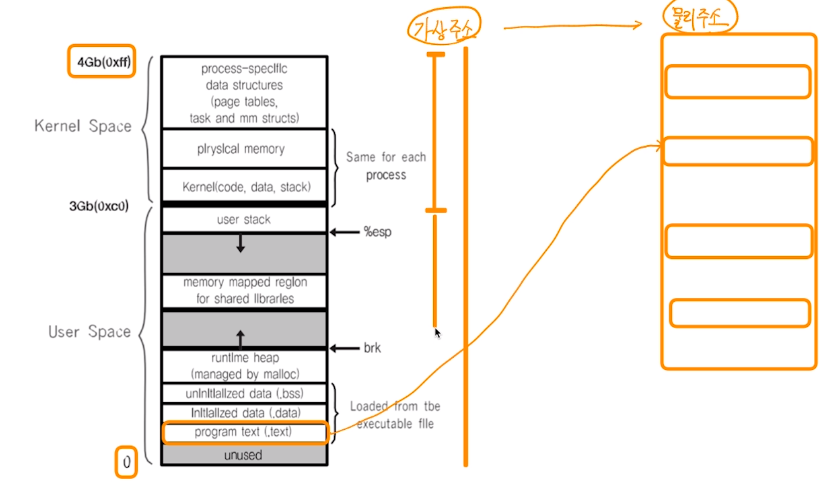 가상주소
물리주소
4Gb(0xff)
process-specific
data structures
(page tables,
task and mm structs)
Kernel Space
plrysical memory
Same for each
process
Kernel(code, data, stack)
3Gb(0xc0)
user stack
%esp
memory mapped region
for shared libraries
User Space
brk
runtime heap
(managed by malloc)
uninitialized data (.bss)
Loaded from tbe
executable file
initialized data (.data)
program text (.text)
unused
0